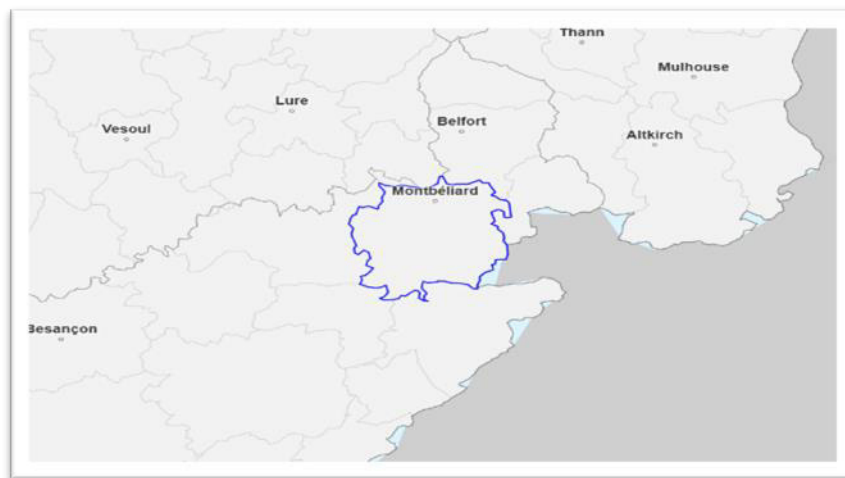 Thann
Mulhouse
Lure
Vesoul
Belfort
Altkirch
Montbéliard
Besançon